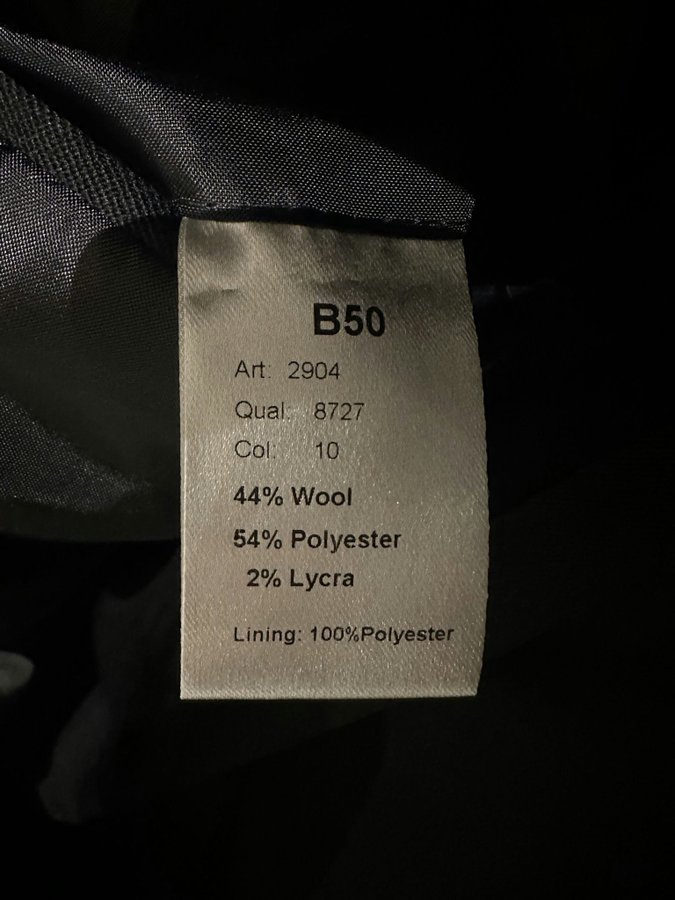 B50
Art: 2904
Qual: 8727
Col: 10
44% Wool
54% Polyester
2% Lycra
Lining: 100%Polyester